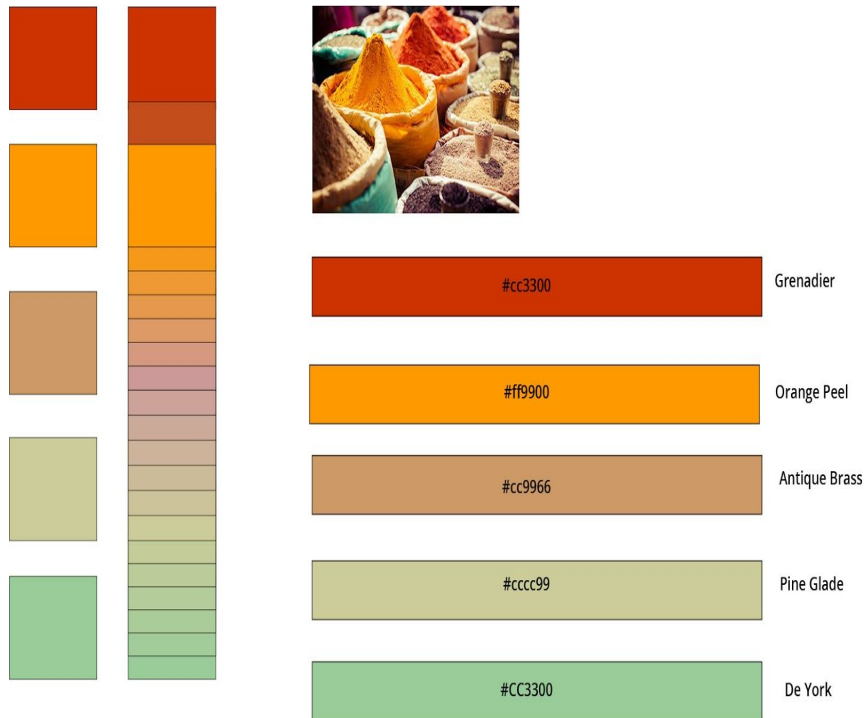 #cc3300
Grenadier
#ff9900
Orange Peel
#cc9966
Antique Brass
#cccc99
Pine Glade
#CC3300
De York